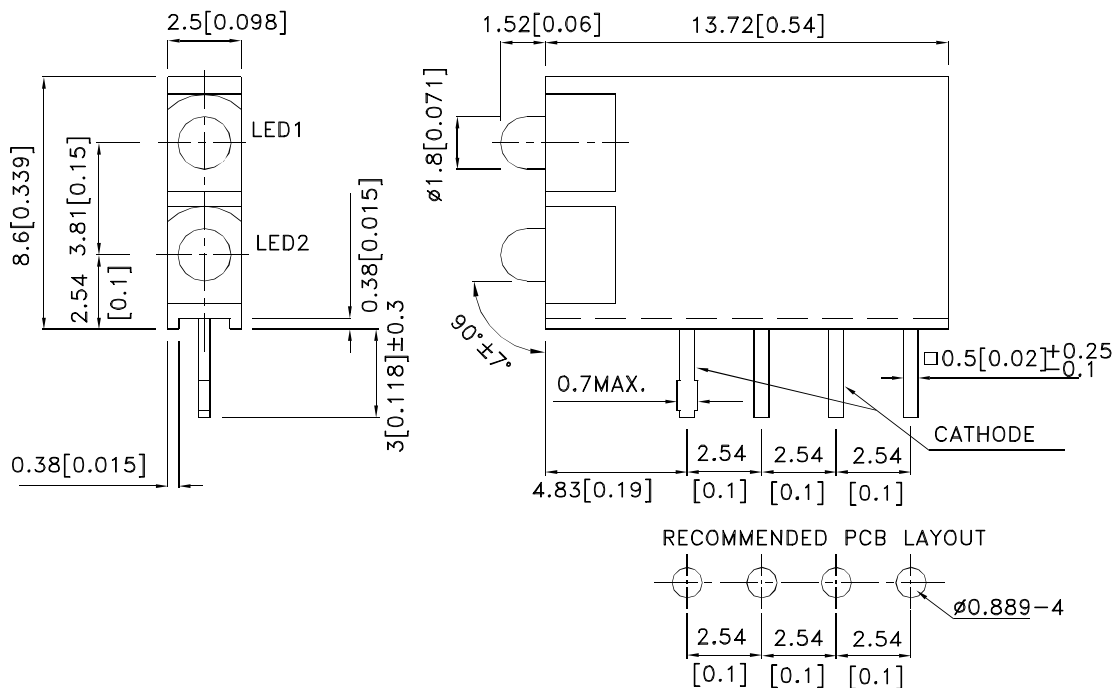 2.5[0.098]
1.52[0.06]
13.72[0.54]
LED1
ø1.8[0.071]
8.6[0.339]
3.81[0.15]
LED2
2.54
[0.1]
0.38[0.015]
3[0.118]±0.3
90°±7°
0.7MAX.
□0.5[0.02]+0.25
−0.1
0.38[0.015]
CATHODE
4.83[0.19]
2.54 2.54 2.54
[0.1] [0.1] [0.1]
RECOMMENDED PCB LAYOUT
ø0.889−4
2.54 2.54 2.54
[0.1] [0.1] [0.1]